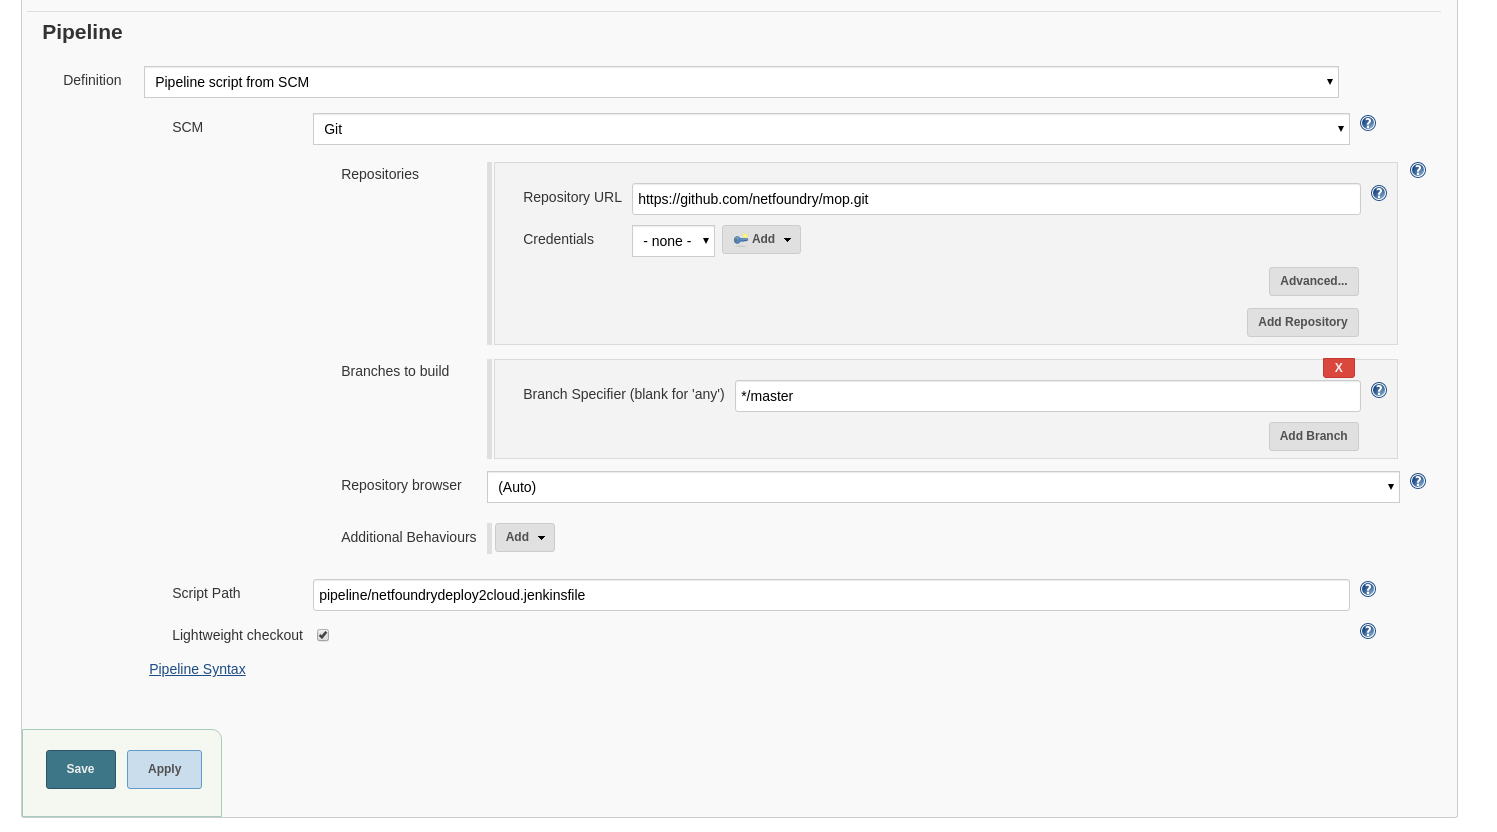 Pipeline
Definition Pipeline script from SCM
SCM Git
Repositories
Repository URL https://github.com/netfoundry/mop.git
Credentials - none - Add
Advanced...
Add Repository
Branches to build
X
Branch Specifier (blank for 'any') */master
Add Branch
Repository browser (Auto)
Additional Behaviours Add
Script Path pipeline/netfoundrydeploy2cloud.jenkinsfile
Lightweight checkout
Pipeline Syntax
Save Apply